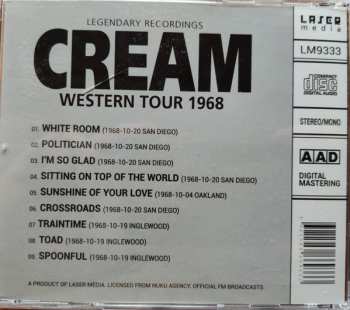 LEGENDARY RECORDINGS
CREAM
WESTERN TOUR 1968
01. WHITE ROOM (1968-10-20 SAN DIEGO)
02. POLITICIAN (1968-10-20 SAN DIEGO)
03. I'M SO GLAD (1968-10-20 SAN DIEGO)
04. SITTING ON TOP OF THE WORLD (1968-10-20 SAN DIEGO)
05. SUNSHINE OF YOUR LOVE (1968-10-04 OAKLAND)
06. CROSSROADS (1968-10-20 SAN DIEGO)
07. TRAINTIME (1968-10-19 INGLEWOOD)
08. TOAD (1968-10-19 INGLEWOOD)
09. SPOONFUL (1968-10-19 INGLEWOOD)
A PRODUCT OF LASER MEDIA. LICENSED FROM NUKU AGENCY. OFFICIAL FM BROADCASTS.
LASER
media
LM9333
COMPACT
disc
DIGITAL AUDIO
STEREO/MONO
AAD
DIGITAL
MASTERING